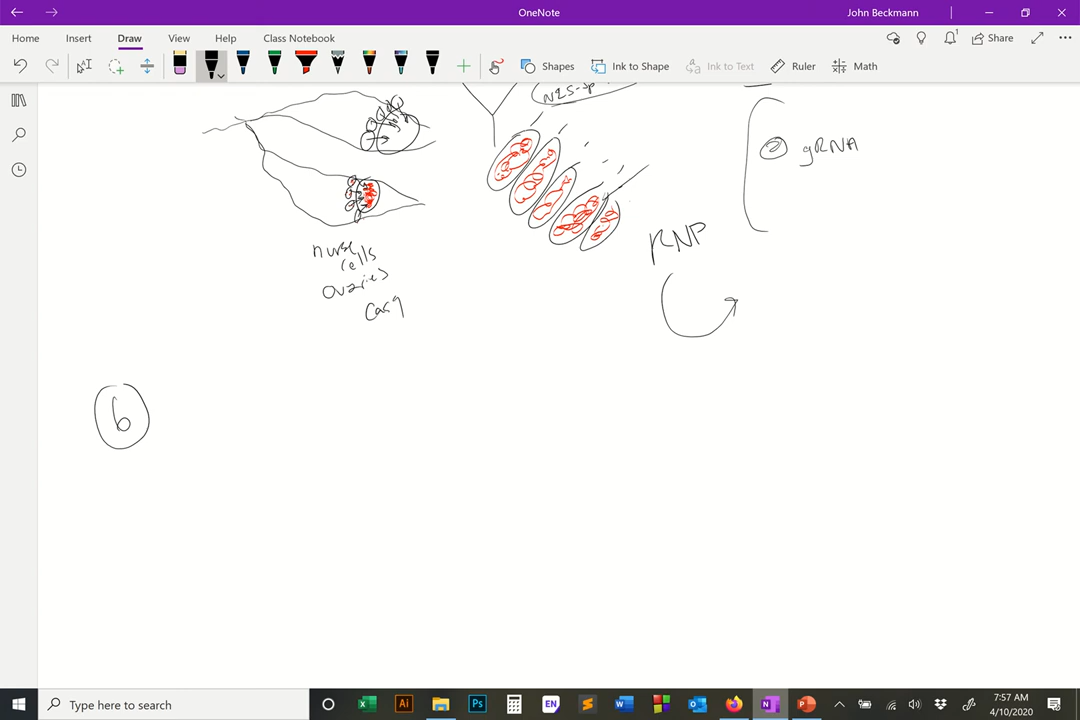 OneNote
John Beckmann
Home Insert Draw View Help Class Notebook
Share
Shapes Ink to Shape Ink to Text Ruler Math
② gRNA
RNP
nurse
cells
ovaries
6
Type here to search
7:57 AM
4/10/2020